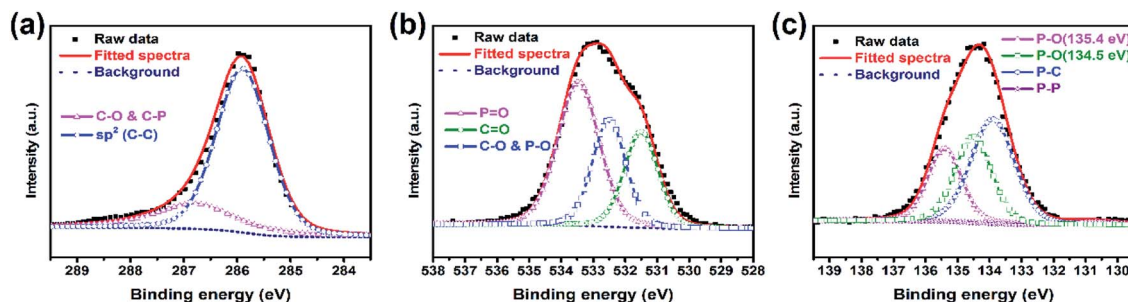 (a)
Raw data
Fitted spectra
Background
C-O & C-P
sp² (C-C)
Intensity (a.u.)
289 288 287 286 285 284
Binding energy (eV)
(b)
Raw data
Fitted spectra
Background
P=O
C=O
C-O & P-O
Intensity (a.u.)
538 537 536 535 534 533 532 531 530 529 528
Binding energy (eV)
(c)
Raw data
Fitted spectra
Background
P-O(135.4 eV)
P-O(134.5 eV)
P-C
P-P
Intensity (a.u.)
139 138 137 136 135 134 133 132 131 130
Binding energy (eV)